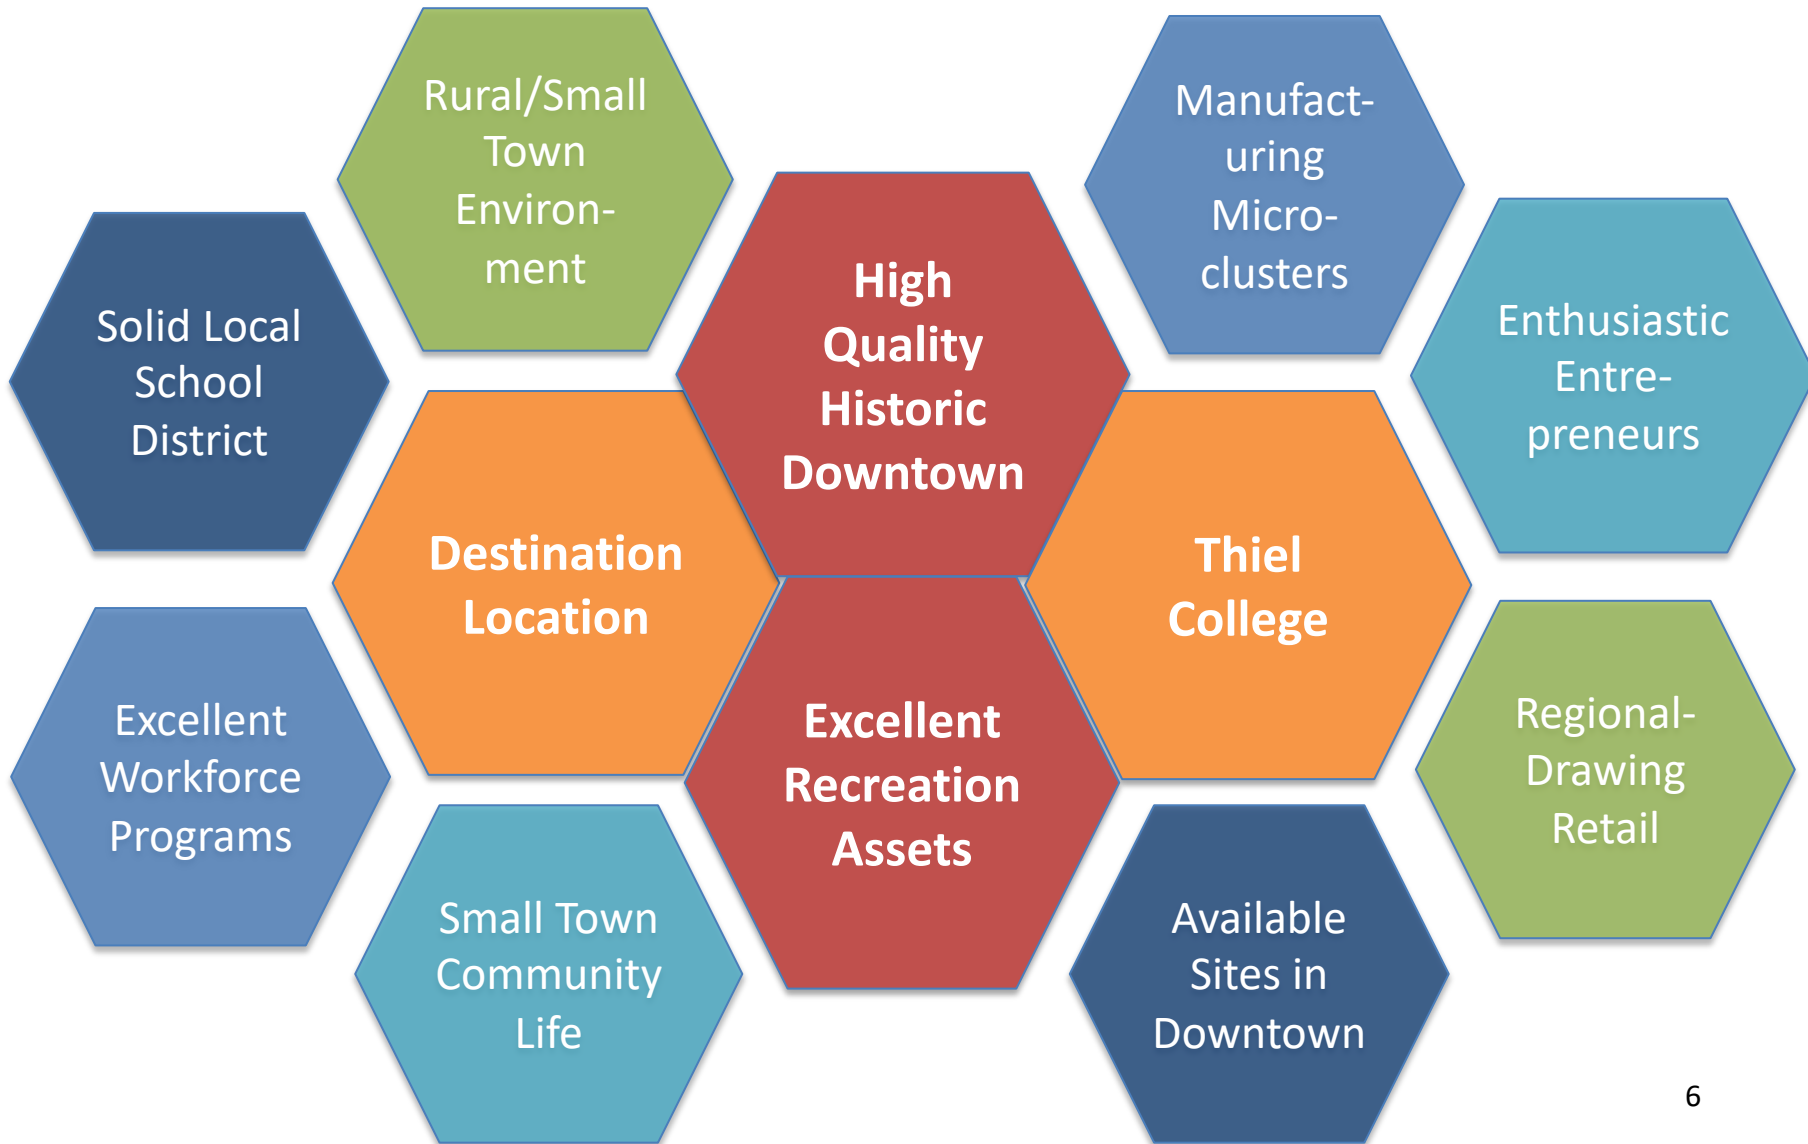 Rural/Small
Town
Environ-
ment
Manufact-
uring
Micro-
clusters
Solid Local
School
District
High
Quality
Historic
Downtown
Enthusiastic
Entre-
preneurs
Destination
Location
Thiel
College
Excellent
Workforce
Programs
Excellent
Recreation
Assets
Regional-
Drawing
Retail
Small Town
Community
Life
Available
Sites in
Downtown
6